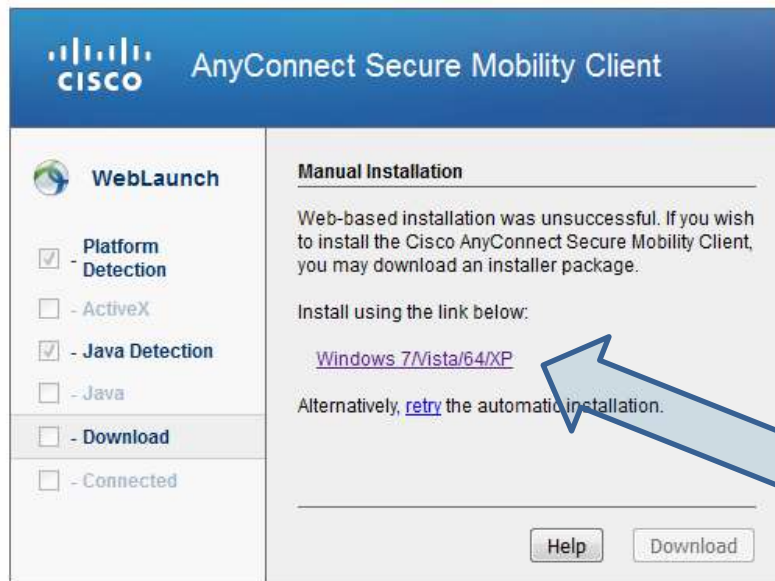 CISCO
AnyConnect Secure Mobility Client
WebLaunch
- Platform
Detection
- ActiveX
- Java Detection
- Java
- Download
- Connected
Manual Installation
Web-based installation was unsuccessful. If you wish
to install the Cisco AnyConnect Secure Mobility Client,
you may download an installer package.
Install using the link below:
Windows 7/Vista/64/XP
Alternatively, retry the automatic installation.
Help
Download